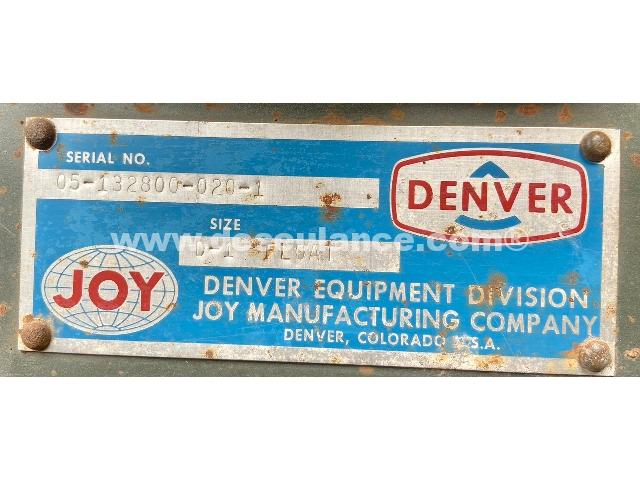 SERIAL NO.
05-132800-020-1
DENVER
SIZE
D-1 FLOAT
JOY
DENVER EQUIPMENT DIVISION
JOY MANUFACTURING COMPANY
DENVER, COLORADO U.S.A.